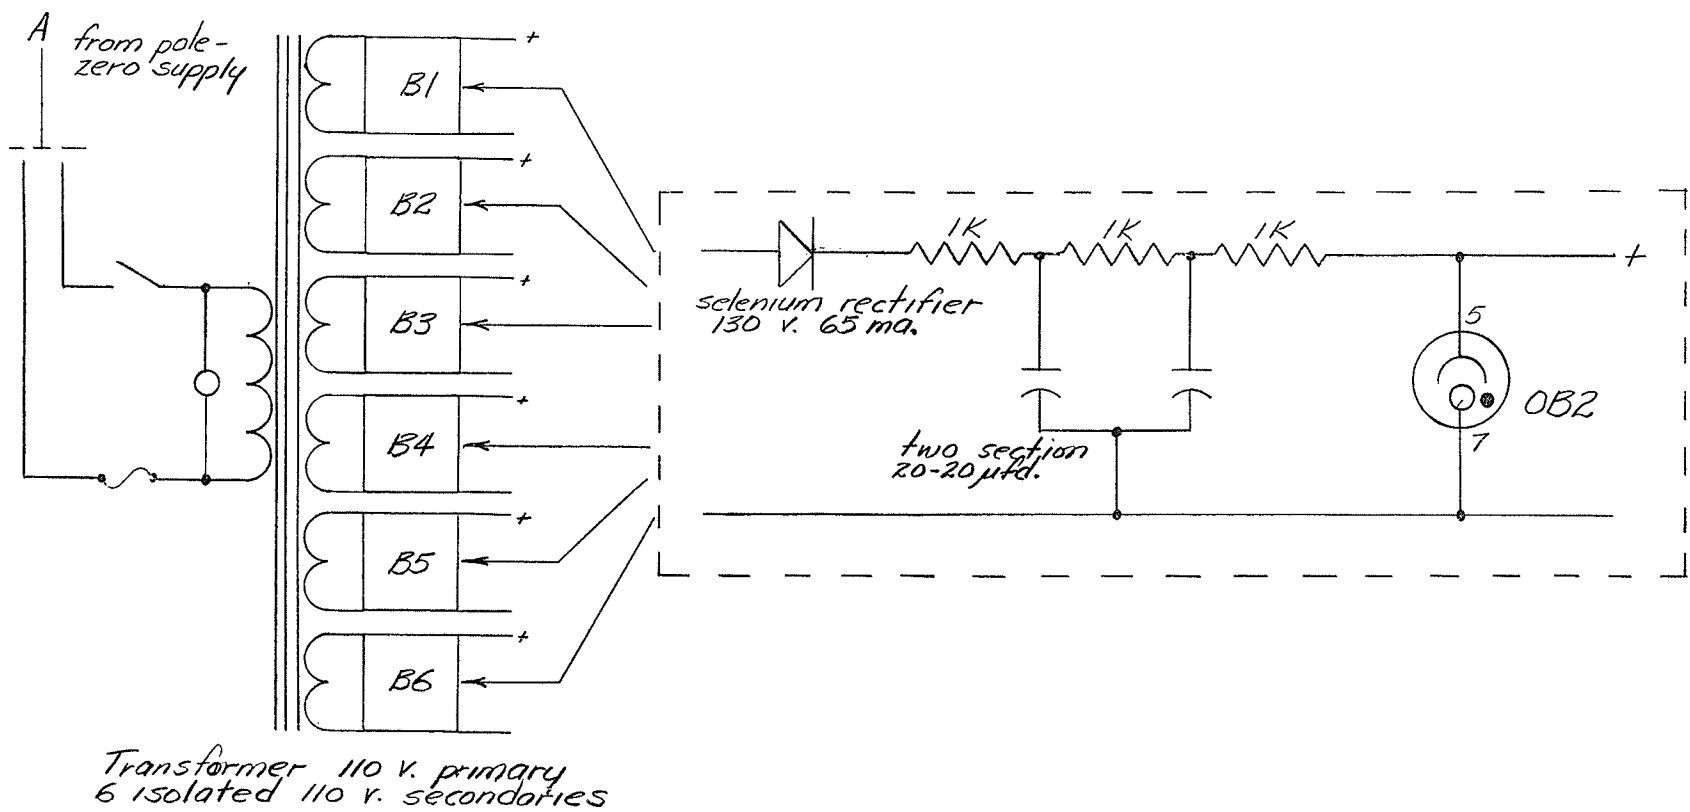 A
from pole-
zero supply
B1
+
B2
+
B3
+
B4
+
B5
+
B6
+
1K
1K
1K
+
selenium rectifier
130 v. 65 ma.
two section
20-20 µfd.
5
7
OB2
Transformer 110 v. primary
6 isolated 110 v. secondaries